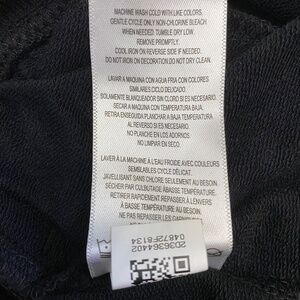 MACHINE WASH COLD WITH LIKE COLORS,
GENTLE CYCLE ONLY NON-CHLORINE BLEACH
WHEN NEEDED. TUMBLE DRY LOW.
REMOVE PROMPTLY.
COOL IRON ON REVERSE SIDE IF NEEDED.
DO NOT IRON ON DECORATION DO NOT DRY CLEAN.
LAVAR A MAQUINA CON AGUA FRIA CON COLORES
SIMILARES CICLO DELICADO.
SOLAMENTE BLANQUEADOR SIN CLORO SI ES NECESARIO.
SECAR A MAQUINA CON TEMPERATURA BAJA.
RETIRA ENSEGUIDA.PLANCHAR A BAJA TEMPERATURA
AL REVERSO SI ES NECESARIO.
NO PLANCHE EN LOS ADORNOS.
NO LIMPIAR EN SECO.
LAVER À LA MACHINE À L'EAU FROIDE AVEC COULEURS
SEMBLABLES CYCLE DÉLICAT.
JAVELLISANT SANS CHLORE SEULEMENT AU BESOIN.
SÉCHER PAR CULBUTAGE ÀBASSE TEMPÉRATURE.
RETIRER RAPIDEMENT REPASSER À L'ENVERS
À BASSE TEMPÉRATURE AU BESOIN.
NE PAS REPASSER LES GARNITURES
2D36364402
04872F8134